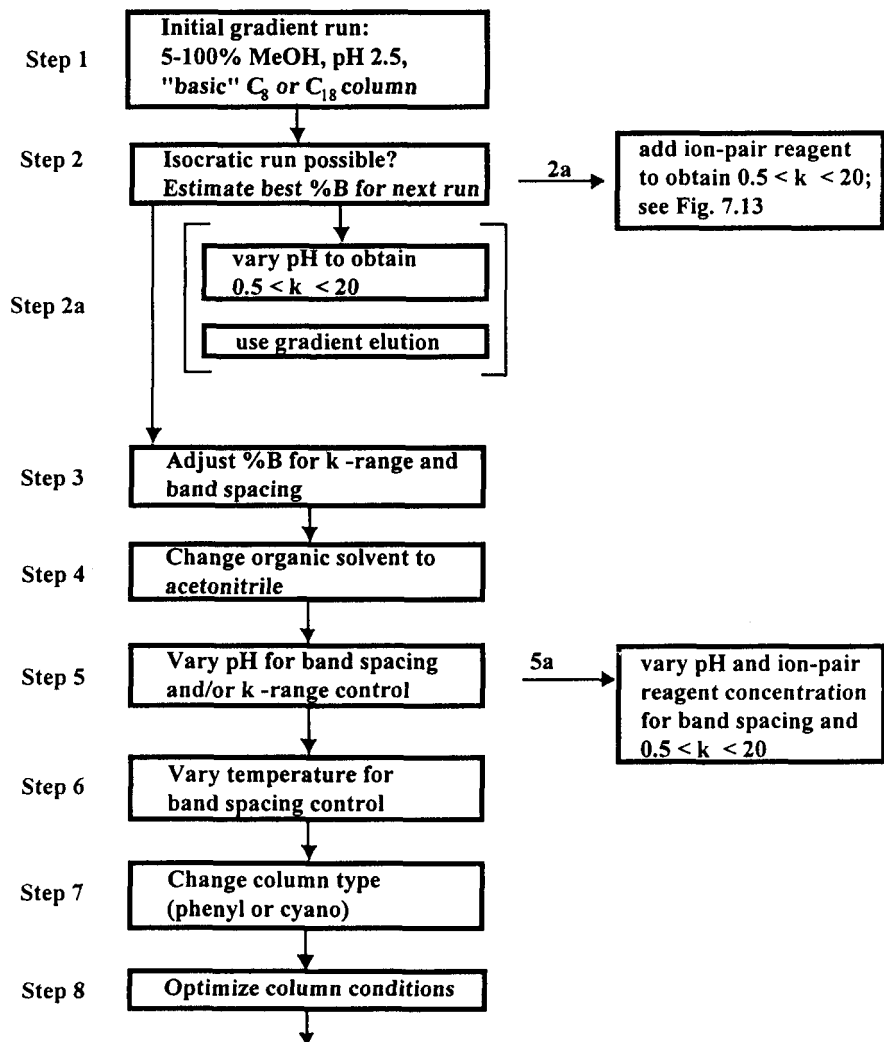 Step 1
Initial gradient run:
5-100% MeOH, pH 2.5,
"basic" C8 or C18 column
Step 2
Isocratic run possible?
Estimate best %B for next run
2a
add ion-pair reagent
to obtain 0.5 < k < 20;
see Fig. 7.13
Step 2a
vary pH to obtain
0.5 < k < 20
use gradient elution
Step 3
Adjust %B for k -range and
band spacing
Step 4
Change organic solvent to
acetonitrile
Step 5
Vary pH for band spacing
and/or k -range control
5a
vary pH and ion-pair
reagent concentration
for band spacing and
0.5 < k < 20
Step 6
Vary temperature for
band spacing control
Step 7
Change column type
(phenyl or cyano)
Step 8
Optimize column conditions